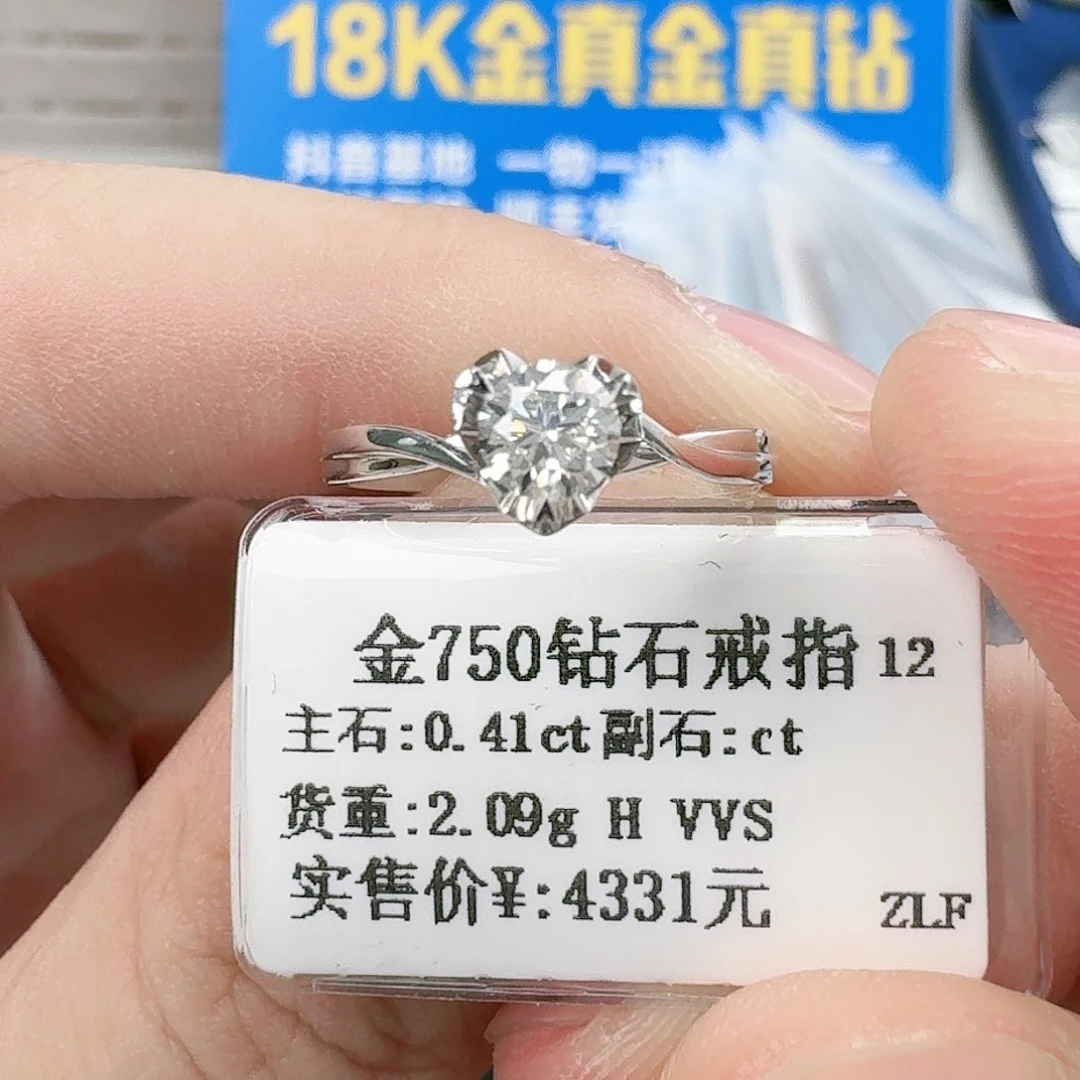 18K金真金真钻
抖音基地 一物一
金750钻石戒指 12
主石:0.41ct副石:ct
货重:2.09g H VVS
实售价¥:4331元 ZLF